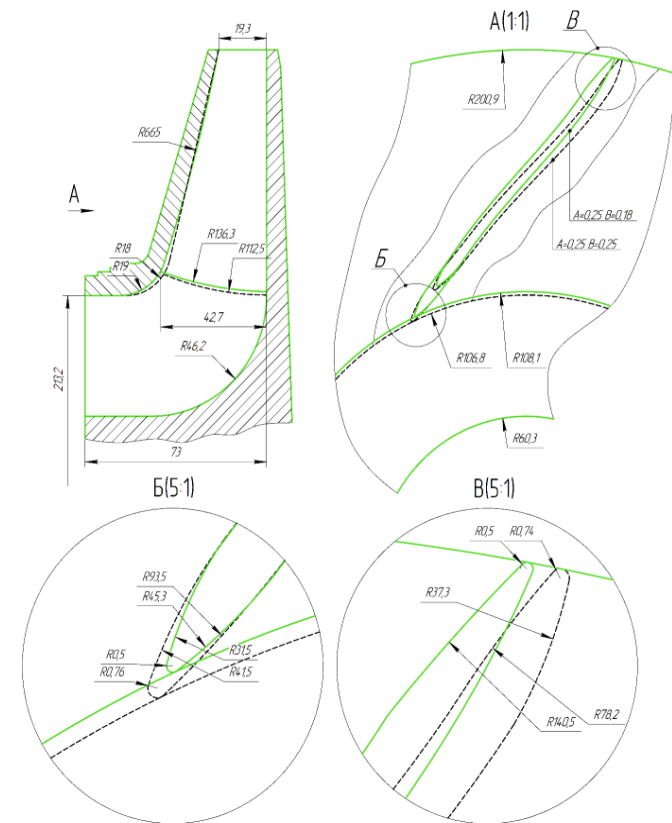 19,3
R665
А
R18
R19
R136,3
R112,5
42,7
R46,2
213,2
73
А(1:1)
В
R200,9
А=0,25 В=0,18
А=0,25 В=0,25
Б
R106,8
R108,1
R60,3
Б(5:1)
R93,5
R45,3
R0,5
R0,76
R31,5
R41,5
В(5:1)
R0,5
R0,74
R37,3
R140,5
R78,2